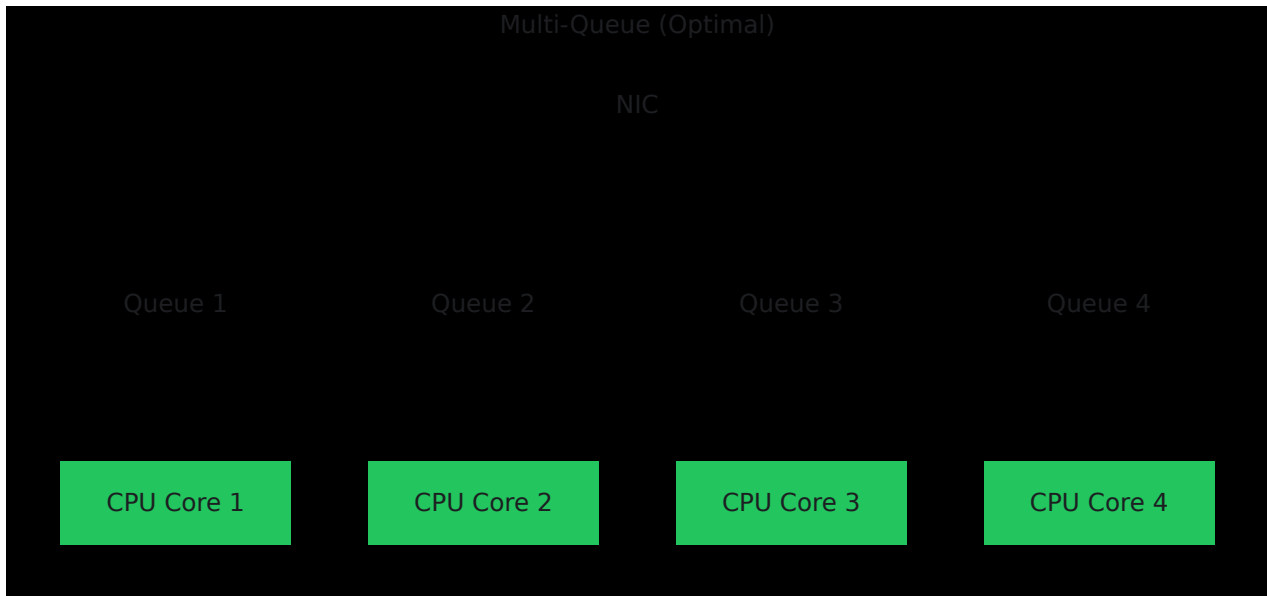 Multi-Queue (Optimal)
NIC
Queue 1 Queue 2 Queue 3 Queue 4
CPU Core 1 CPU Core 2 CPU Core 3 CPU Core 4